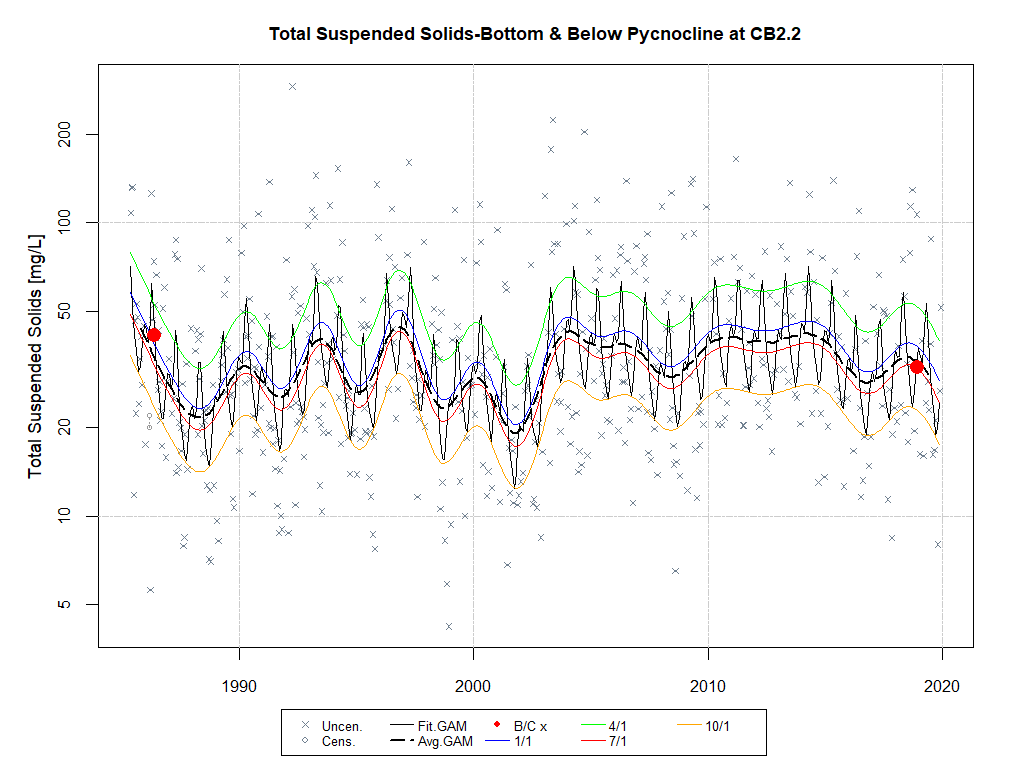 Total Suspended Solids-Bottom & Below Pycnocline at CB2.2
Total Suspended Solids [mg/L]
200
100
50
20
10
5
1990 2000 2010 2020
Uncen. Fit.GAM B/C x 4/1 10/1
Cens. Avg.GAM 1/1 7/1